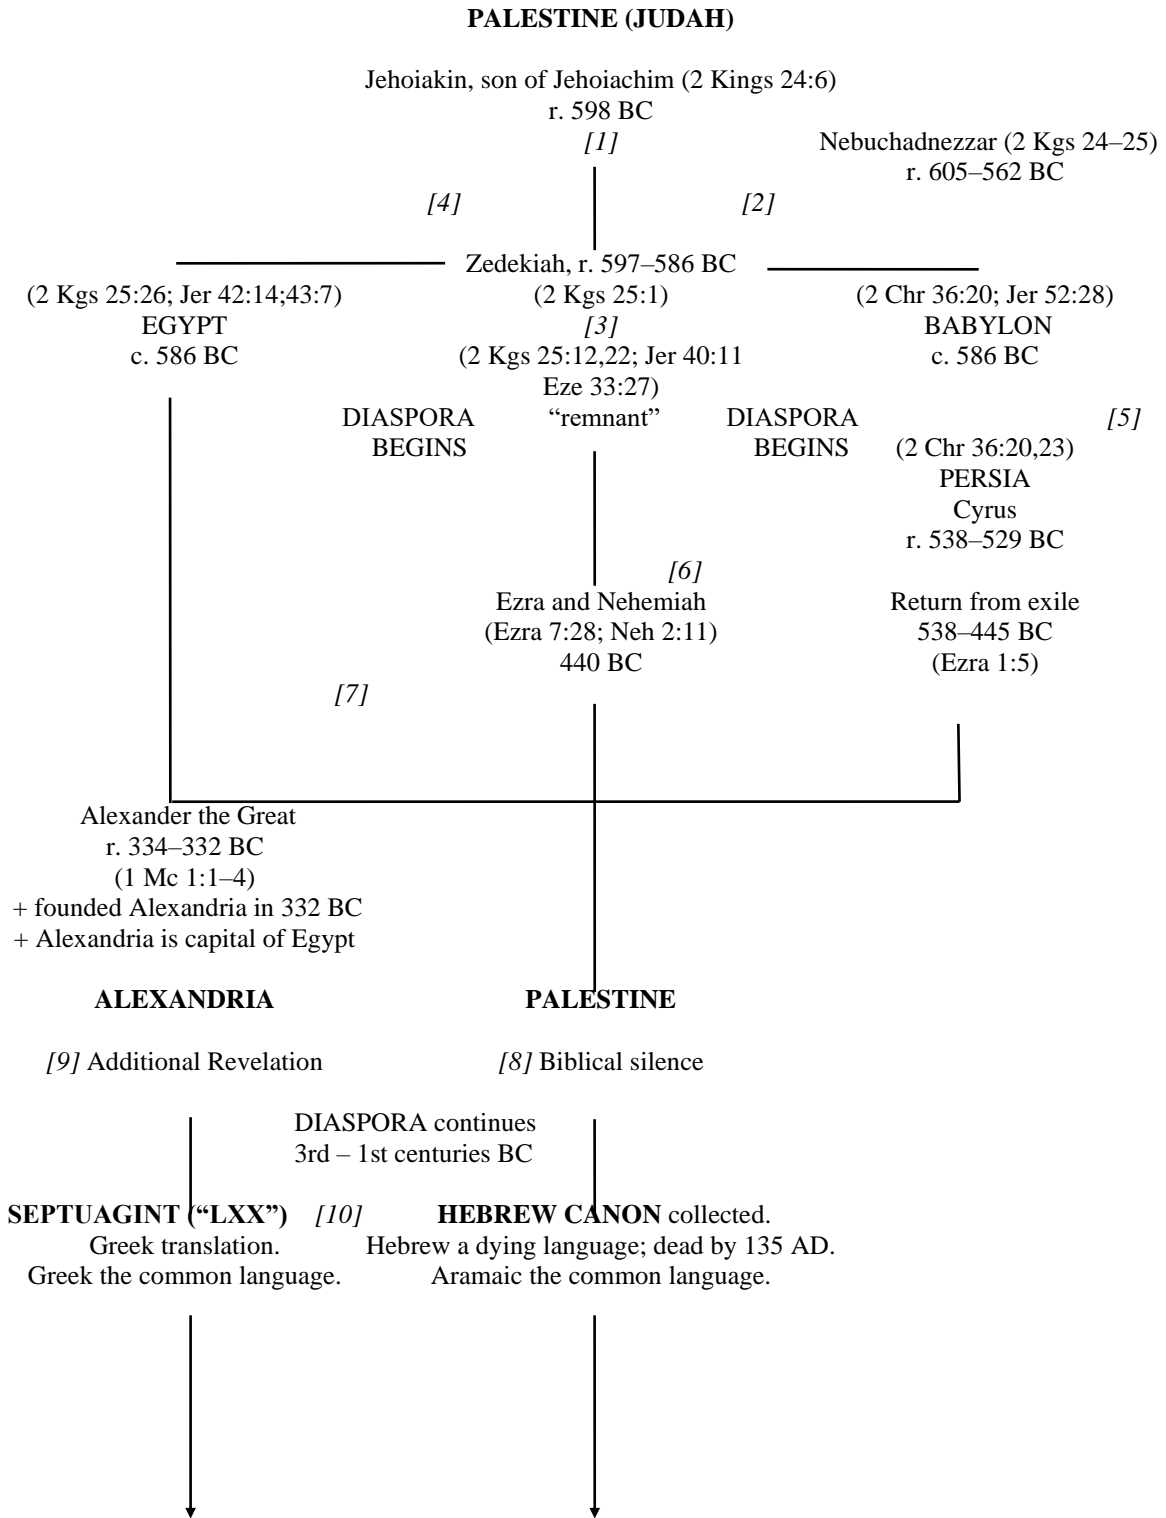 PALESTINE (JUDAH)
Jehoiakin, son of Jehoiachim (2 Kings 24:6)
r. 598 BC
[1]
Nebuchadnezzar (2 Kgs 24–25)
r. 605–562 BC
[4]
[2]
Zedekiah, r. 597–586 BC
(2 Kgs 25:26; Jer 42:14;43:7)
EGYPT
c. 586 BC
(2 Kgs 25:1)
[3]
(2 Kgs 25:12,22; Jer 40:11
Eze 33:27)
“remnant”
(2 Chr 36:20; Jer 52:28)
BABYLON
c. 586 BC
DIASPORA
BEGINS
DIASPORA
BEGINS
[5]
(2 Chr 36:20,23)
PERSIA
Cyrus
r. 538–529 BC
[6]
Ezra and Nehemiah
(Ezra 7:28; Neh 2:11)
440 BC
Return from exile
538–445 BC
(Ezra 1:5)
[7]
Alexander the Great
r. 334–332 BC
(1 Mc 1:1–4)
+ founded Alexandria in 332 BC
+ Alexandria is capital of Egypt
ALEXANDRIA
PALESTINE
[9] Additional Revelation
[8] Biblical silence
DIASPORA continues
3rd – 1st centuries BC
SEPTUAGINT (“LXX”)
[10]
Greek translation.
Greek the common language.
HEBREW CANON collected.
Hebrew a dying language; dead by 135 AD.
Aramaic the common language.